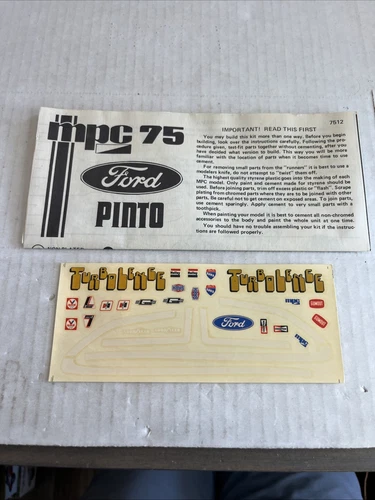 mpc 75
Ford
PINTO
7512
IMPORTANT! READ THIS FIRST
You may build this kit more than one way. Before you begin
building, look over the instructions carefully. Following the pro-
cedure given, test-fit parts together without cementing, after you
have decided what version to build. This way you will be more
familiar with the location of parts when it becomes time to use
cement.
For removing small parts from the "runners" it is best to use a
modelers knife, do not attempt to "twist" them off.
The highest quality styrene plastic goes into the making of each
MPC model. Only paint and cement made for styrene should be
used. Before joining parts, trim off excess plastic or "flash". Scrape
plating from chromed parts where they are to be joined with other
parts. Be careful not to get cement on exposed areas. To join parts,
use cement sparingly. Apply cement to very small parts with a
toothpick.
When painting your model it is best to cement all non-chromed
accessories to the body and paint the whole unit at one time.
You should have no trouble assembling your kit if the instruc-
tions are followed properly.
TURBOLENCE
TURBOLENCE
Ford
mpc
mpc